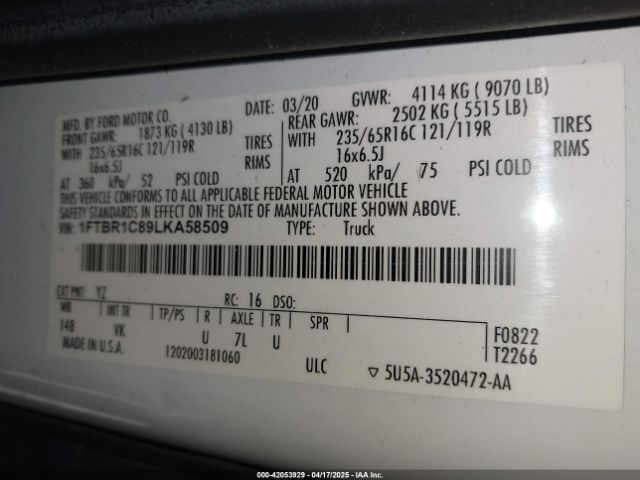 MFD. BY FORD MOTOR CO. DATE: 03/20 GVWR: 4114 KG ( 9070 LB)
FRONT GAWR: 1873 KG ( 4130 LB) REAR GAWR: 2502 KG ( 5515 LB)
WITH 235/65R16C 121/119R TIRES WITH 235/65R16C 121/119R TIRES
16x6.5J RIMS 16x6.5J RIMS
AT 360 kPa/ 52 PSI COLD AT 520 kPa/ 75 PSI COLD
THIS VEHICLE CONFORMS TO ALL APPLICABLE FEDERAL MOTOR VEHICLE
SAFETY STANDARDS IN EFFECT ON THE DATE OF MANUFACTURE SHOWN ABOVE.
VIN: 1FTBR1C89LKA58509 TYPE: Truck
EXT PNT: YZ RC: 16 DSO:
WB INT TR TP/PS R AXLE TR SPR
148 VK U 7L U
F0822
T2266
MADE IN U.S.A. 1202003181060 ULC ▽ 5U5A-3520472-AA
000-42053929 - 04/17/2025 - IAA Inc.